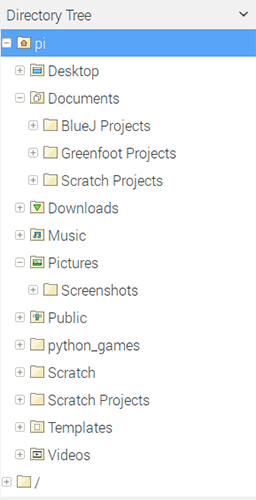 Directory Tree
pi
Desktop
Documents
BlueJ Projects
Greenfoot Projects
Scratch Projects
Downloads
Music
Pictures
Screenshots
Public
python_games
Scratch
Scratch Projects
Templates
Videos
/